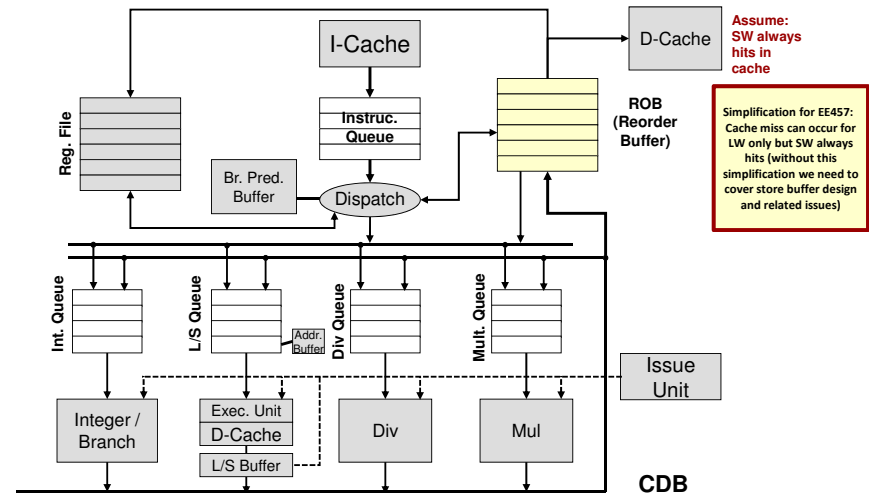 I-Cache
D-Cache
Assume:
SW always
hits in
cache
Reg. File
Instruc.
Queue
ROB
(Reorder
Buffer)
Simplification for EE457:
Cache miss can occur for
LW only but SW always
hits (without this
simplification we need to
cover store buffer design
and related issues)
Br. Pred.
Buffer
Dispatch
Int. Queue
L/S Queue
Addr.
Buffer
Div Queue
Mult. Queue
Issue
Unit
Integer /
Branch
Exec. Unit
D-Cache
L/S Buffer
Div
Mul
CDB